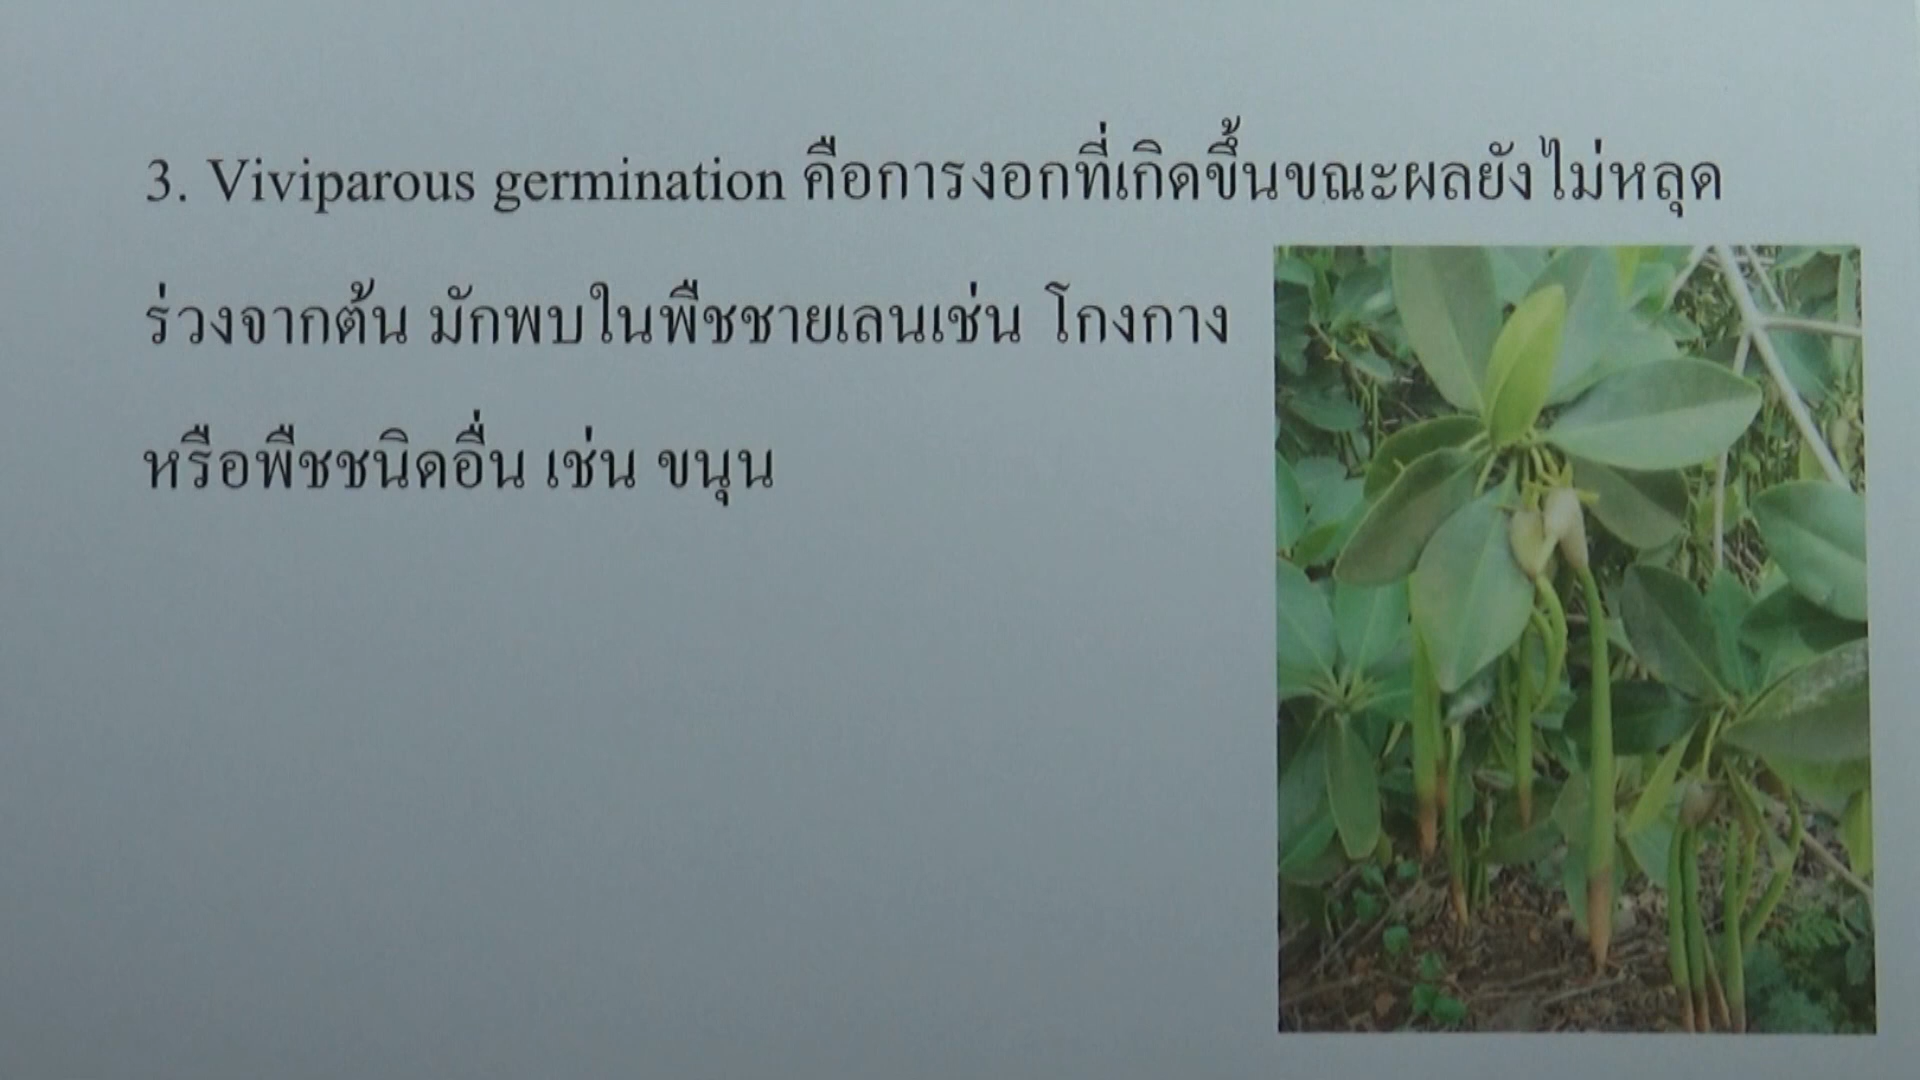 3. Viviparous germination คือการงอกที่เกิดขึ้นขณะผลยังไม่หลุด
ร่วงจากต้น มักพบในพืชชายเลนเช่น โกงกาง
หรือพืชชนิดอื่น เช่น ขนุน